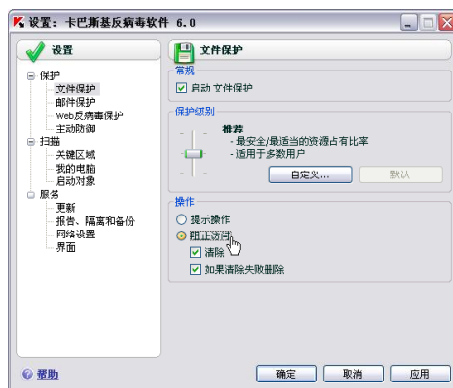 设置：卡巴斯基反病毒软件 6.0
设置
保护
文件保护
邮件保护
Web反病毒保护
主动防御
扫描
关键区域
我的电脑
启动对象
服务
更新
报告、隔离和备份
网络设置
界面
文件保护
常规
启动 文件保护
保护级别
推荐
- 最安全/最适当的资源占有比率
- 适用于多数用户
自定义...
默认
操作
提示操作
阻止访问
清除
如果清除失败删除
帮助
确定
取消
应用